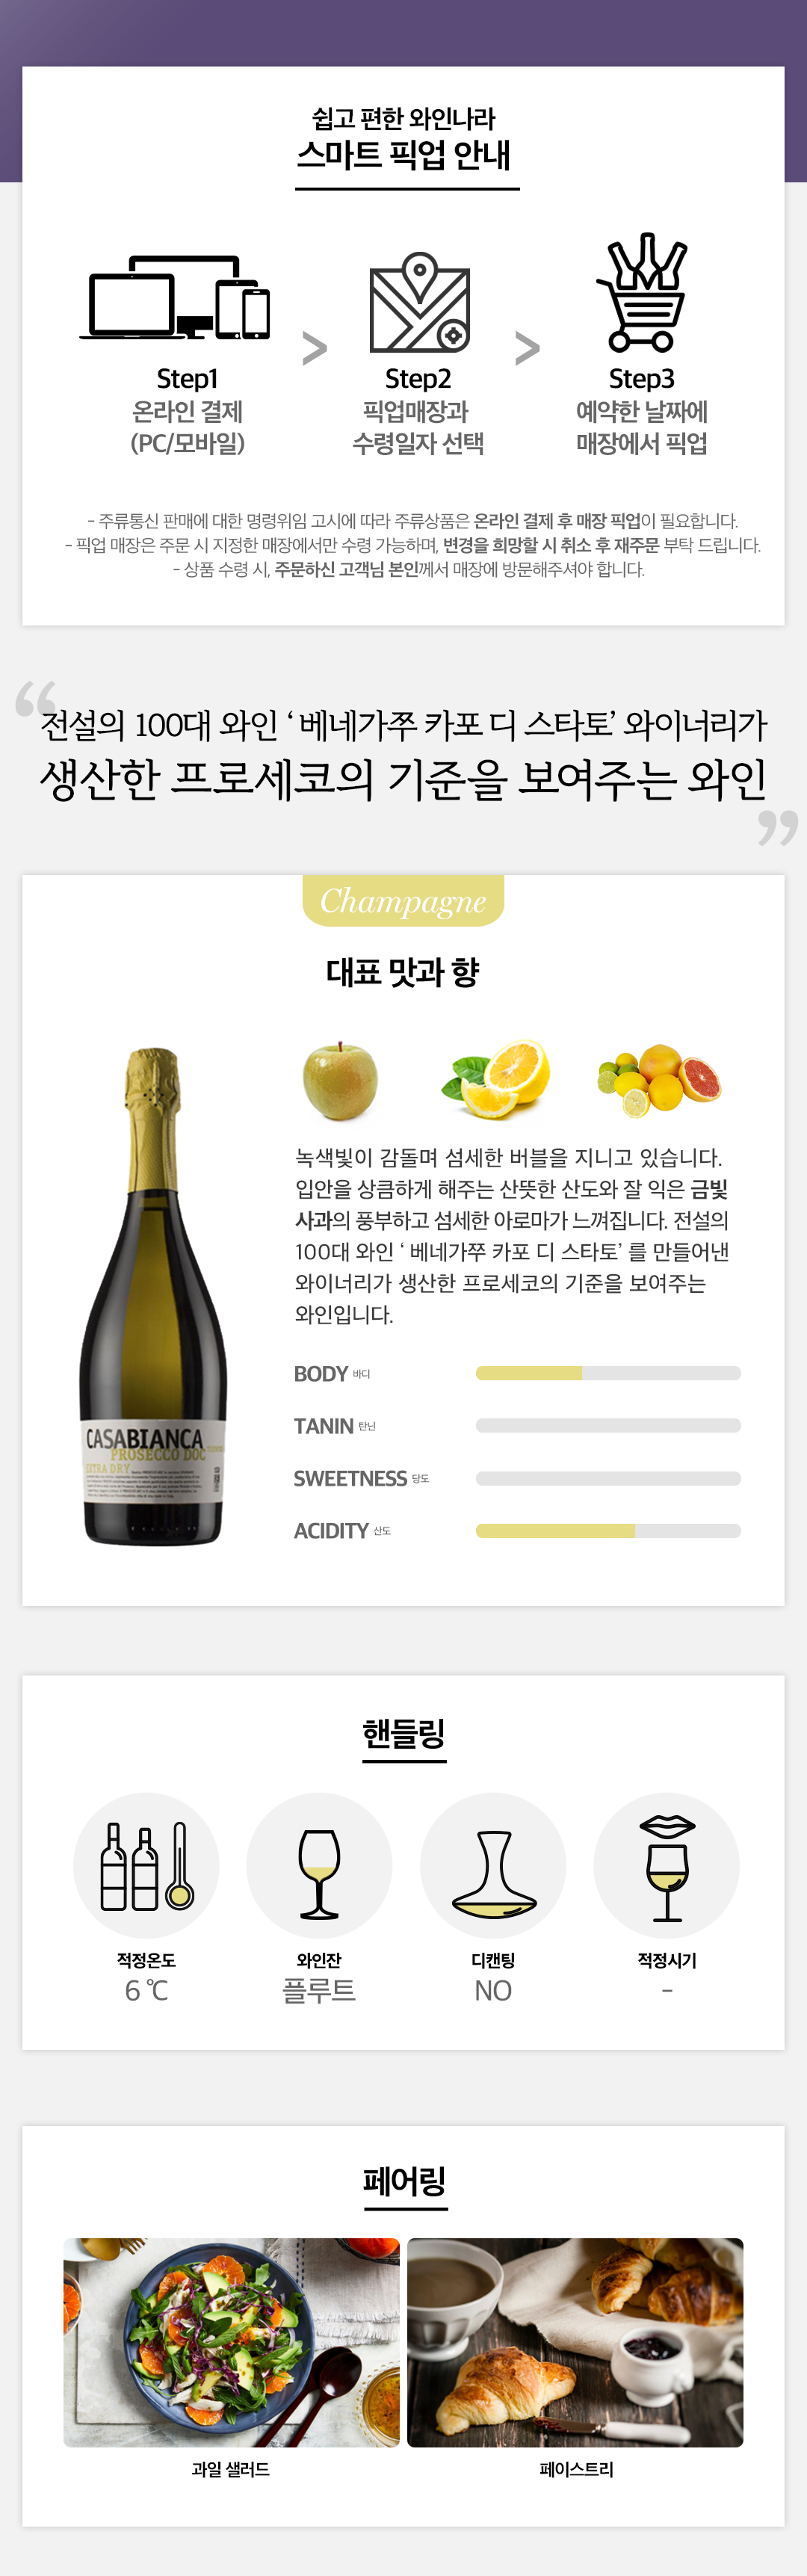 쉽고 편한 와인나라
스마트 픽업 안내
> >
Step1
온라인 결제
(PC/모바일)
Step2
픽업매장과
수령일자 선택
Step3
예약한 날짜에
매장에서 픽업
- 주류통신 판매에 대한 명령위임 고시에 따라 주류상품은 온라인 결제 후 매장 픽업이 필요합니다.
- 픽업 매장은 주문 시 지정한 매장에서만 수령 가능하며, 변경을 희망할 시 취소 후 재주문 부탁 드립니다.
- 상품 수령 시, 주문하신 고객님 본인께서 매장에 방문해주셔야 합니다.
“전설의 100대 와인 ‘ 베네가쭈 카포 디 스타토’ 와이너리가
생산한 프로세코의 기준을 보여주는 와인”
Champagne
대표 맛과 향
녹색빛이 감돌며 섬세한 버블을 지니고 있습니다.
입안을 상큼하게 해주는 산뜻한 산도와 잘 익은 금빛
사과의 풍부하고 섬세한 아로마가 느껴집니다. 전설의
100대 와인 ‘ 베네가쭈 카포 디 스타토’ 를 만들어낸
와이너리가 생산한 프로세코의 기준을 보여주는
와인입니다.
CASABIANCA
PROSECCO DOC
EXTRA DRY
BODY 바디
TANIN 탄닌
SWEETNESS 당도
ACIDITY 산도
핸들링
적정온도
6 ℃
와인잔
플루트
디캔팅
NO
적정시기
-
페어링
과일 샐러드
페이스트리